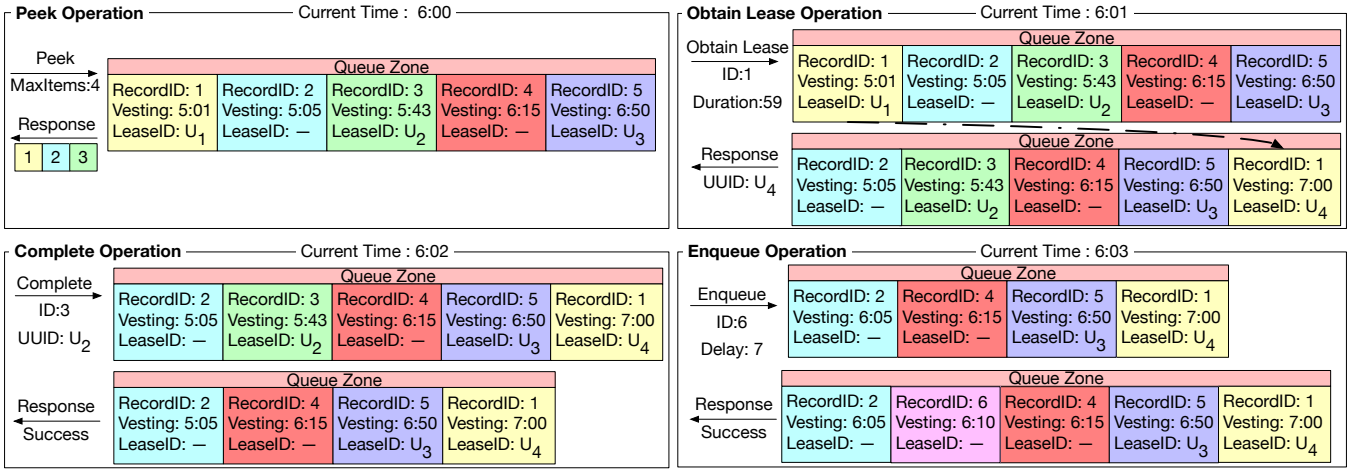 Peek Operation
Current Time : 6:00
Peek
MaxItems:4
Response
1 2 3
Queue Zone
RecordID: 1 RecordID: 2 RecordID: 3 RecordID: 4 RecordID: 5
Vesting: 5:01 Vesting: 5:05 Vesting: 5:43 Vesting: 6:15 Vesting: 6:50
LeaseID: U1 LeaseID: — LeaseID: U2 LeaseID: — LeaseID: U3
Obtain Lease Operation
Current Time : 6:01
Obtain Lease
ID:1
Duration:59
Queue Zone
RecordID: 1 RecordID: 2 RecordID: 3 RecordID: 4 RecordID: 5
Vesting: 5:01 Vesting: 5:05 Vesting: 5:43 Vesting: 6:15 Vesting: 6:50
LeaseID: U1 LeaseID: — LeaseID: U2 LeaseID: — LeaseID: U3
Response
UUID: U4
Queue Zone
RecordID: 2 RecordID: 3 RecordID: 4 RecordID: 5 RecordID: 1
Vesting: 5:05 Vesting: 5:43 Vesting: 6:15 Vesting: 6:50 Vesting: 7:00
LeaseID: — LeaseID: U2 LeaseID: — LeaseID: U3 LeaseID: U4
Complete Operation
Current Time : 6:02
Complete
ID:3
UUID: U2
Queue Zone
RecordID: 2 RecordID: 3 RecordID: 4 RecordID: 5 RecordID: 1
Vesting: 5:05 Vesting: 5:43 Vesting: 6:15 Vesting: 6:50 Vesting: 7:00
LeaseID: — LeaseID: U2 LeaseID: — LeaseID: U3 LeaseID: U4
Response
Success
Queue Zone
RecordID: 2 RecordID: 4 RecordID: 5 RecordID: 1
Vesting: 5:05 Vesting: 6:15 Vesting: 6:50 Vesting: 7:00
LeaseID: — LeaseID: — LeaseID: U3 LeaseID: U4
Enqueue Operation
Current Time : 6:03
Enqueue
ID:6
Delay: 7
Queue Zone
RecordID: 2 RecordID: 4 RecordID: 5 RecordID: 1
Vesting: 6:05 Vesting: 6:15 Vesting: 6:50 Vesting: 7:00
LeaseID: — LeaseID: — LeaseID: U3 LeaseID: U4
Response
Success
Queue Zone
RecordID: 2 RecordID: 6 RecordID: 4 RecordID: 5 RecordID: 1
Vesting: 6:05 Vesting: 6:10 Vesting: 6:15 Vesting: 6:50 Vesting: 7:00
LeaseID: — LeaseID: — LeaseID: — LeaseID: U3 LeaseID: U4